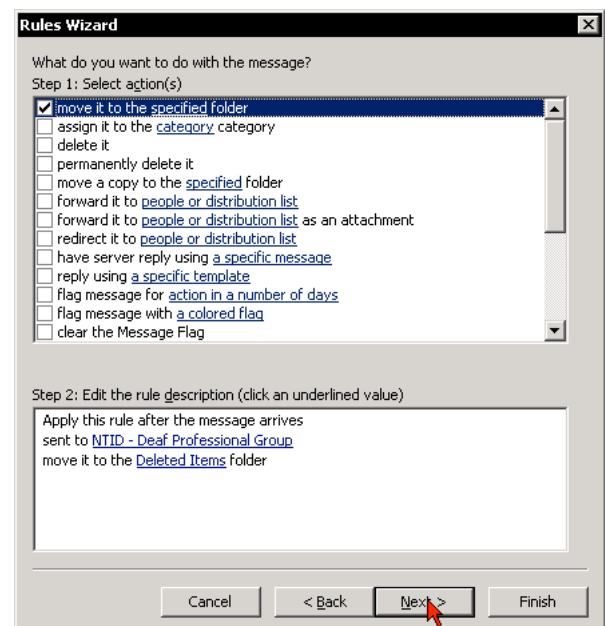 Rules Wizard
What do you want to do with the message?
Step 1: Select action(s)
move it to the specified folder
assign it to the category category
delete it
permanently delete it
move a copy to the specified folder
forward it to people or distribution list
forward it to people or distribution list as an attachment
redirect it to people or distribution list
have server reply using a specific message
reply using a specific template
flag message for action in a number of days
flag message with a colored flag
clear the Message Flag
Step 2: Edit the rule description (click an underlined value)
Apply this rule after the message arrives
sent to NTID - Deaf Professional Group
move it to the Deleted Items folder
Cancel < Back Next > Finish